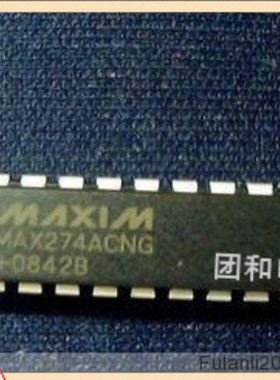 MAXIM
MAX274ACNG
+0842B
团和
Fulanli20